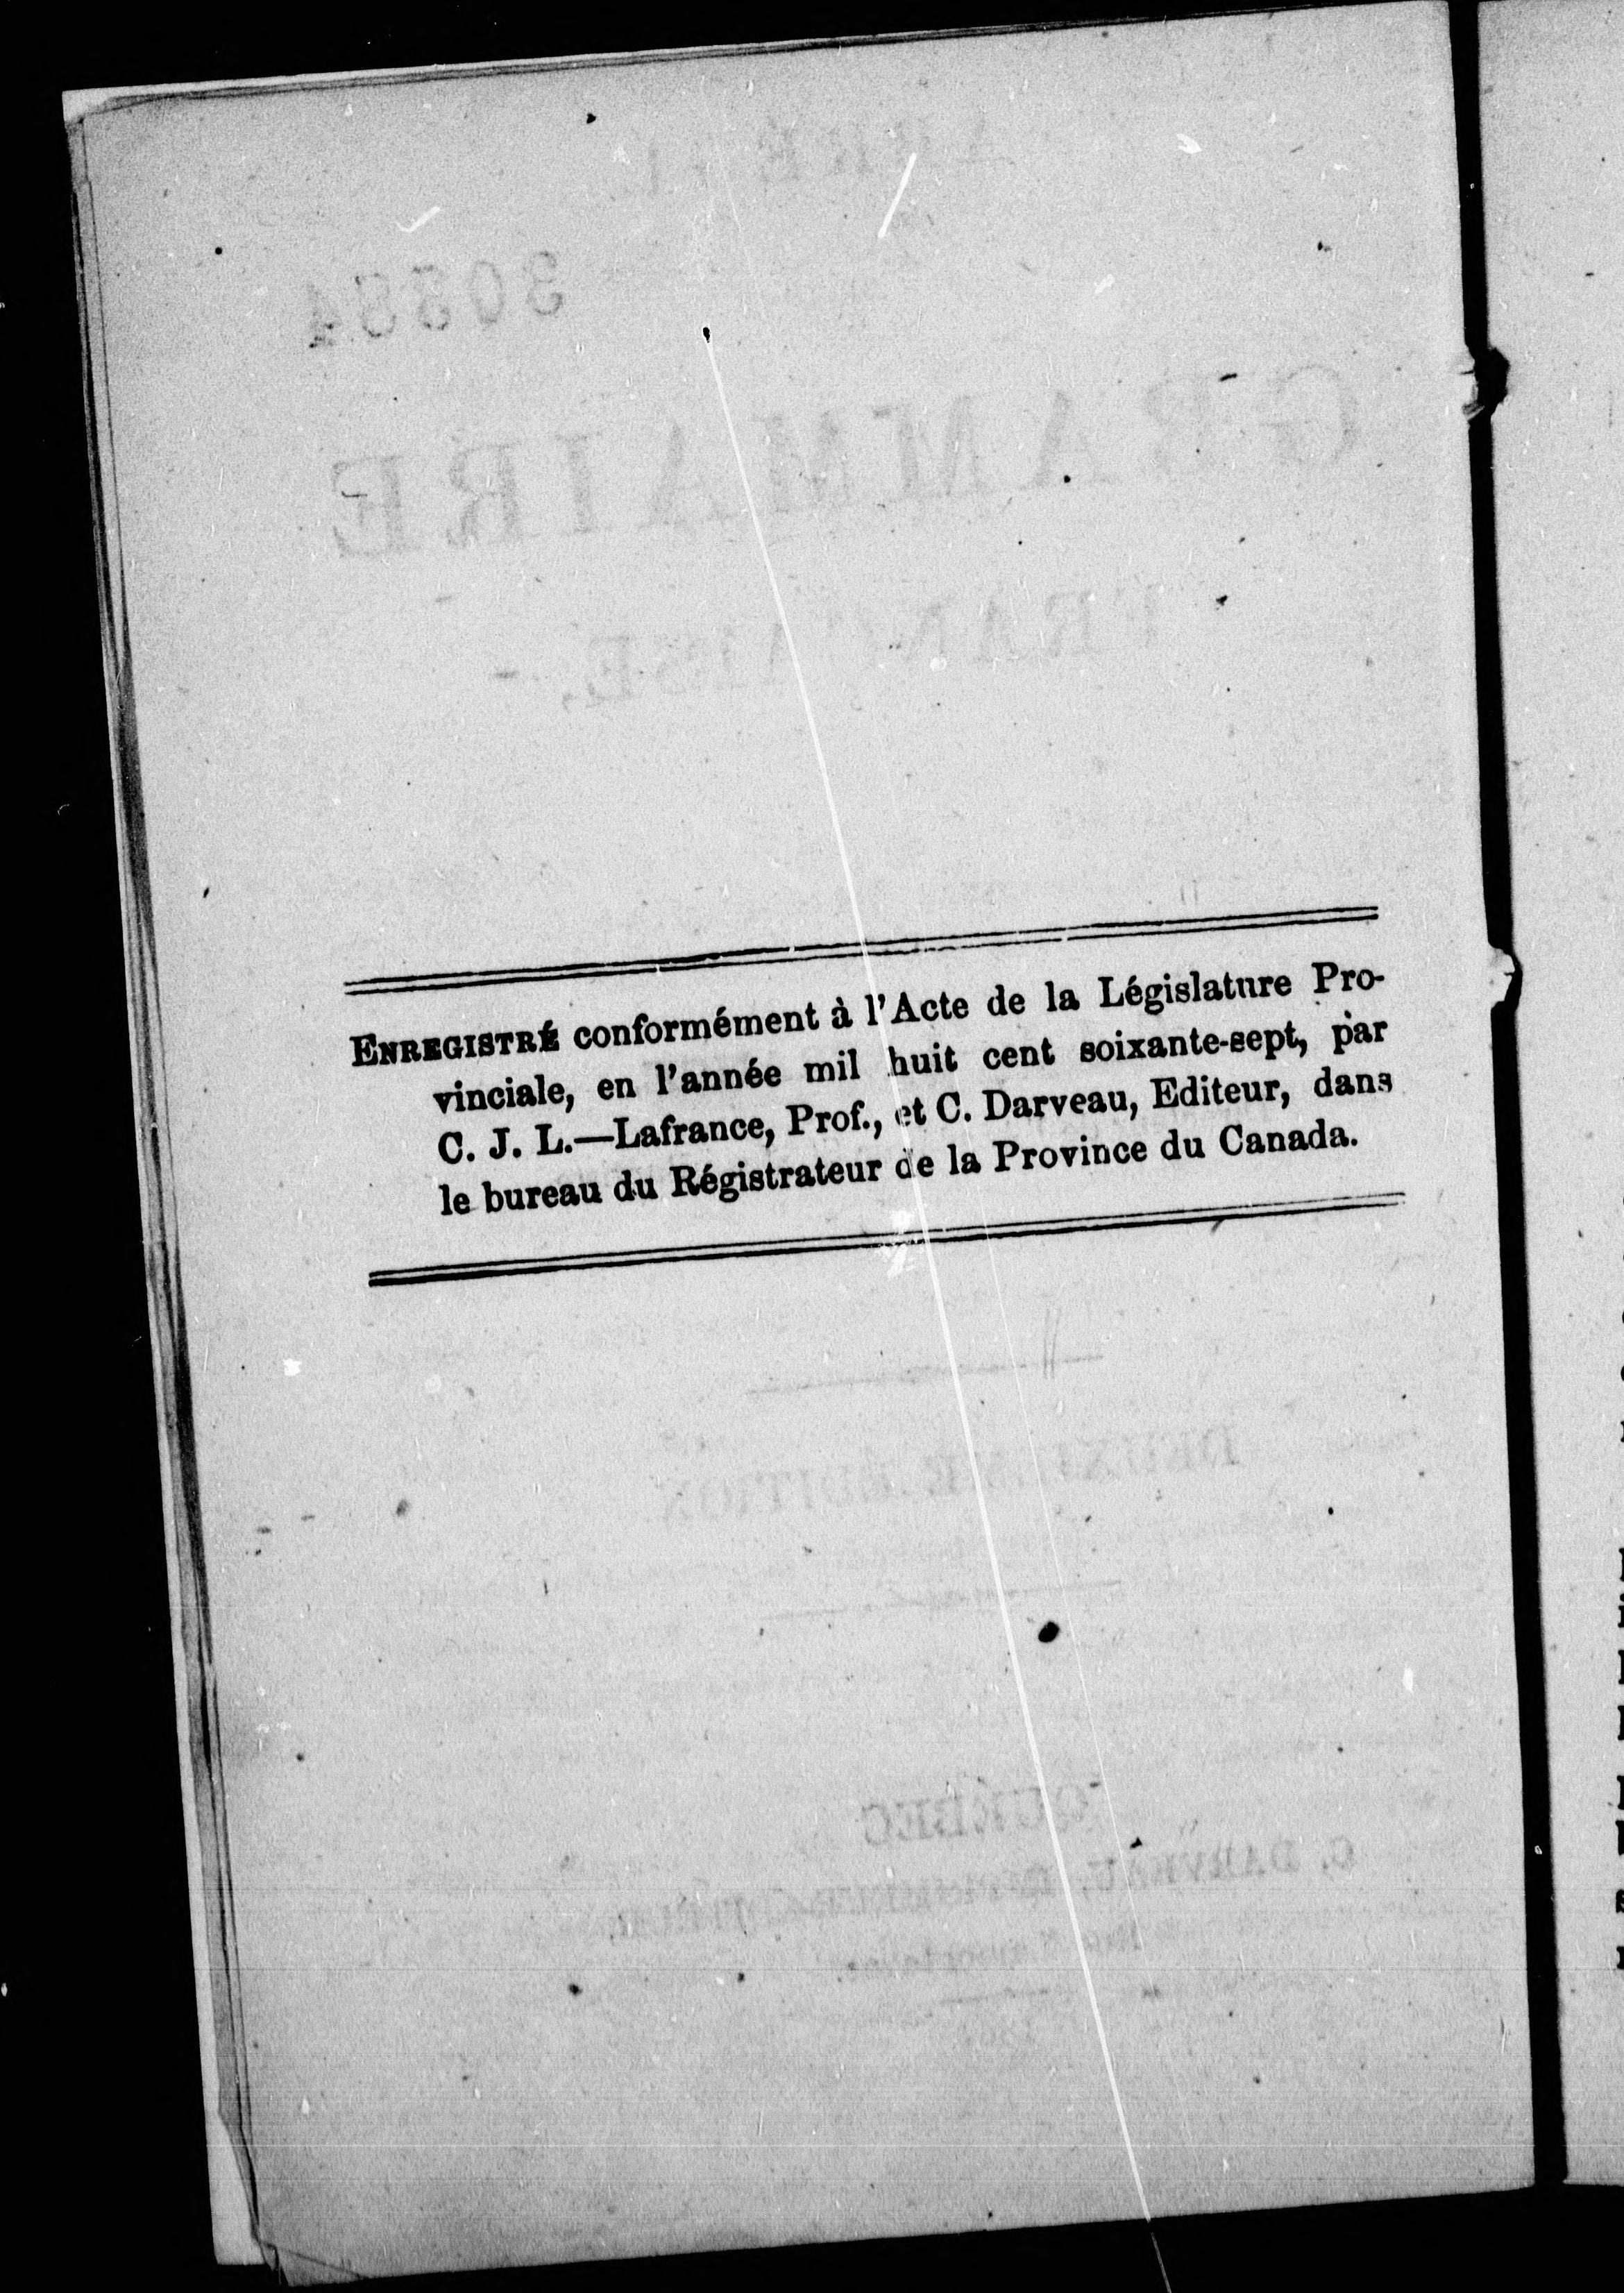 ENREGISTRÉ conformément à l'Acte de la Législature Pro-
vinciale, en l'année mil huit cent soixante-sept, par
C. J. L.—Lafrance, Prof., et C. Darveau, Editeur, dans
le bureau du Régistrateur de la Province du Canada.